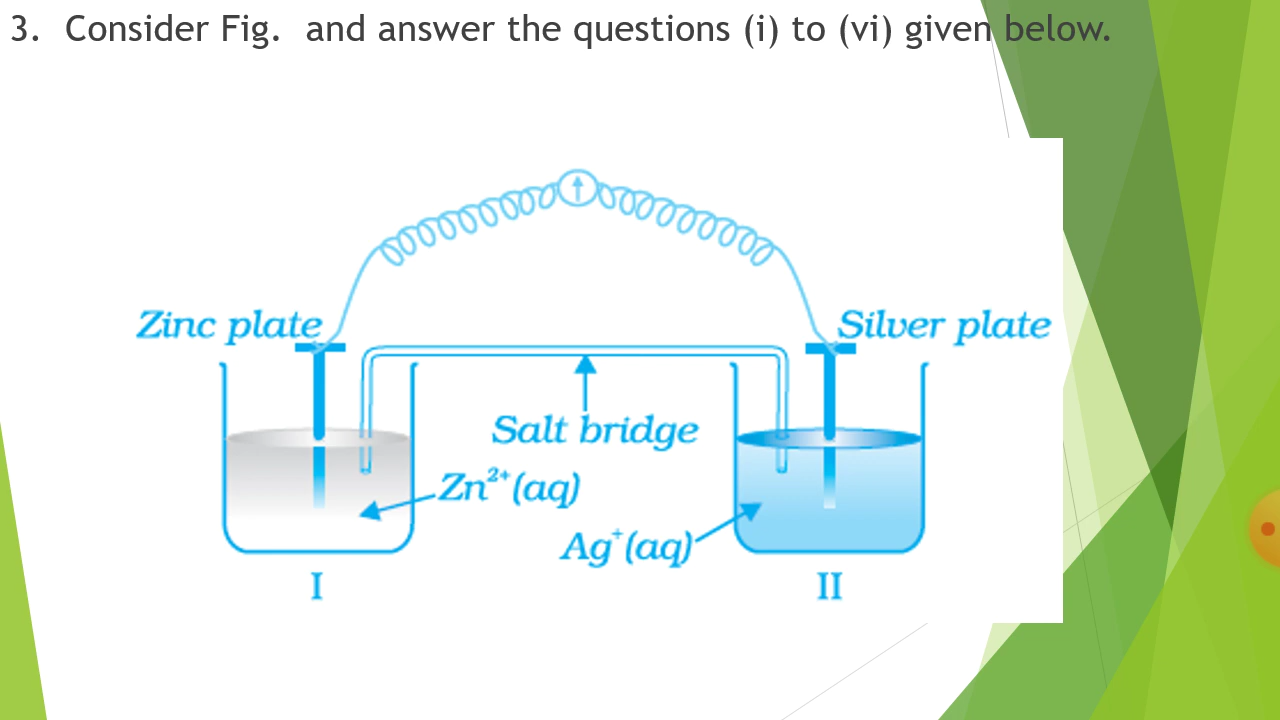 3. Consider Fig. and answer the questions (i) to (vi) given below.
Zinc plate
Silver plate
Salt bridge
Zn²⁺(aq)
Ag⁺(aq)
I
II